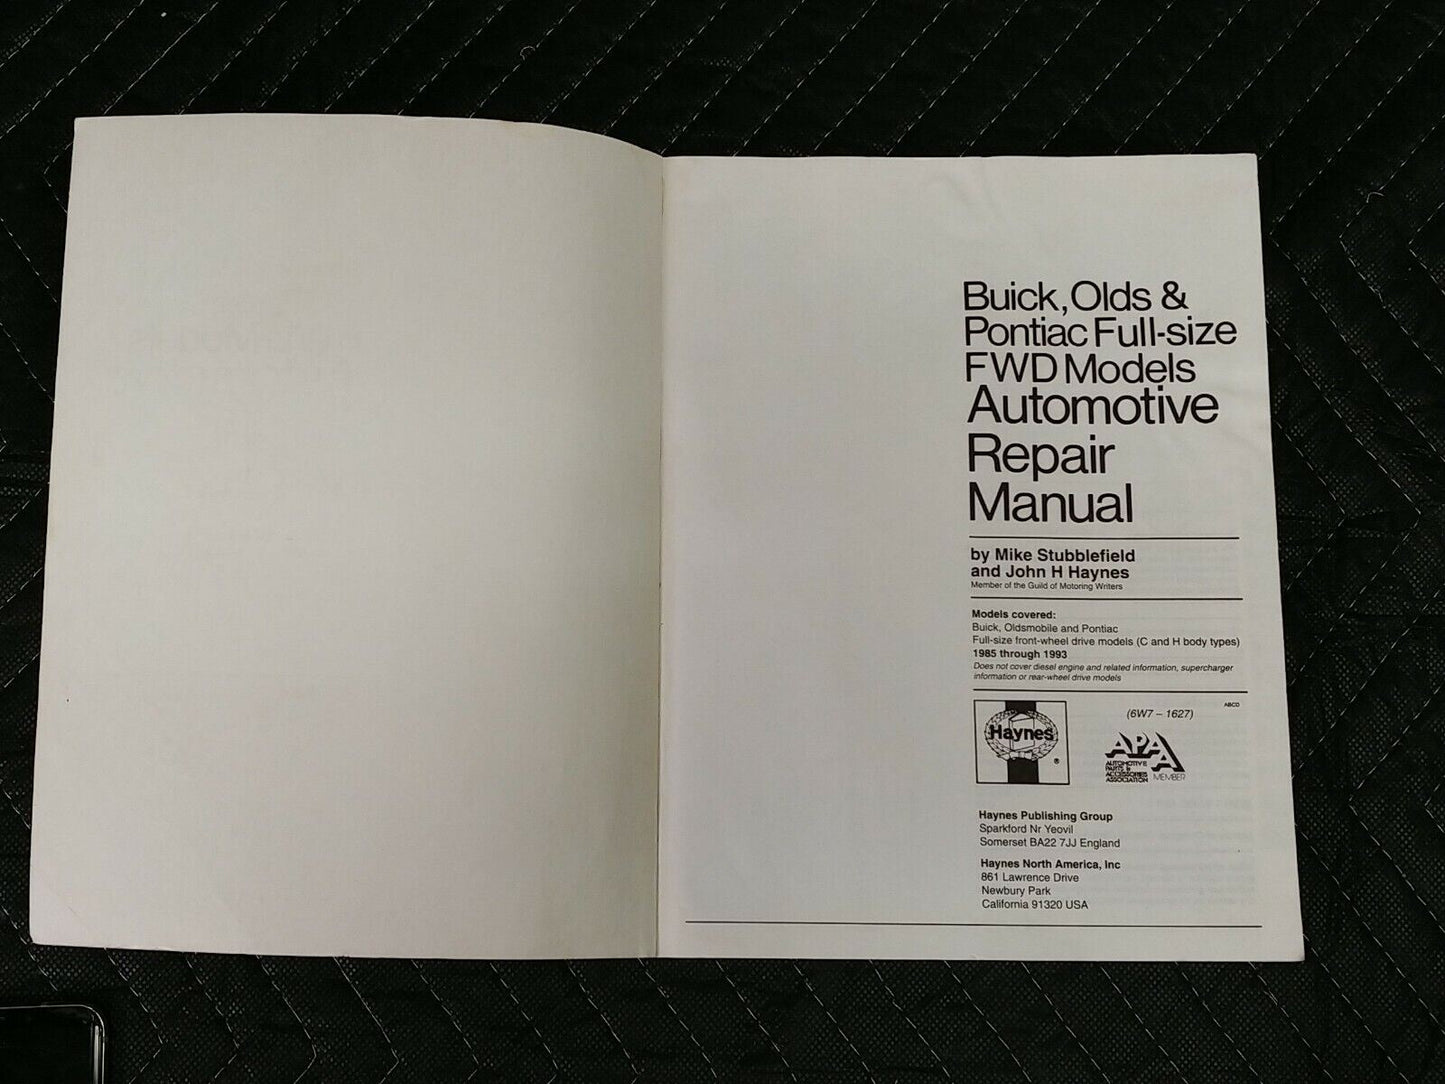 Buick, Olds &
Pontiac Full-size
FWD Models
Automotive
Repair
Manual
by Mike Stubblefield
and John H Haynes
Member of the Guild of Motoring Writers
Models covered:
Buick, Oldsmobile and Pontiac
Full-size front-wheel drive models (C and H body types)
1985 through 1993
Does not cover diesel engine and related information, supercharger
information or rear-wheel drive models
ABCD
(6W7 – 1627)
Haynes
®
APAA
AUTOMOTIVE
PARTS &
ACCESSORIES
ASSOCIATION MEMBER
Haynes Publishing Group
Sparkford Nr Yeovil
Somerset BA22 7JJ England
Haynes North America, Inc
861 Lawrence Drive
Newbury Park
California 91320 USA